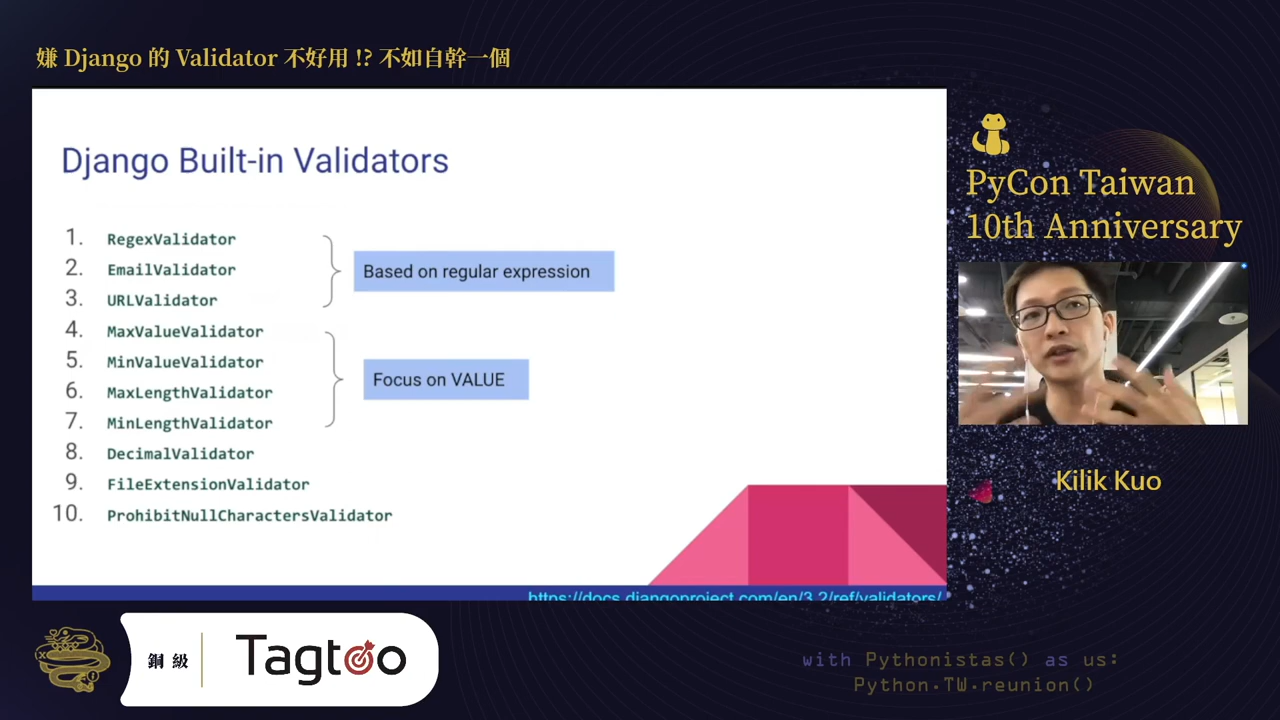 嫌 Django 的 Validator 不好用 !? 不如自幹一個
Django Built-in Validators
1. RegexValidator
2. EmailValidator
3. URLValidator
Based on regular expression
4. MaxValueValidator
5. MinValueValidator
6. MaxLengthValidator
7. MinLengthValidator
Focus on VALUE
8. DecimalValidator
9. FileExtensionValidator
10. ProhibitNullCharactersValidator
https://docs.djangoproject.com/en/3.2/ref/validators/
PyCon Taiwan
10th Anniversary
Kilik Kuo
銅 級
Tagtoo
with Pythonistas() as us:
Python.TW.reunion()